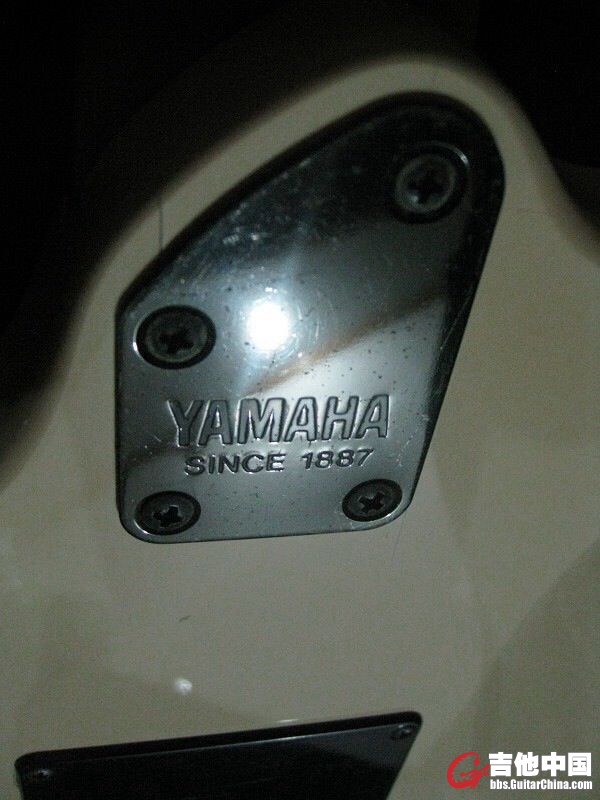 YAMAHA
SINCE 1887
吉他中国
bbs.GuitarChina.com